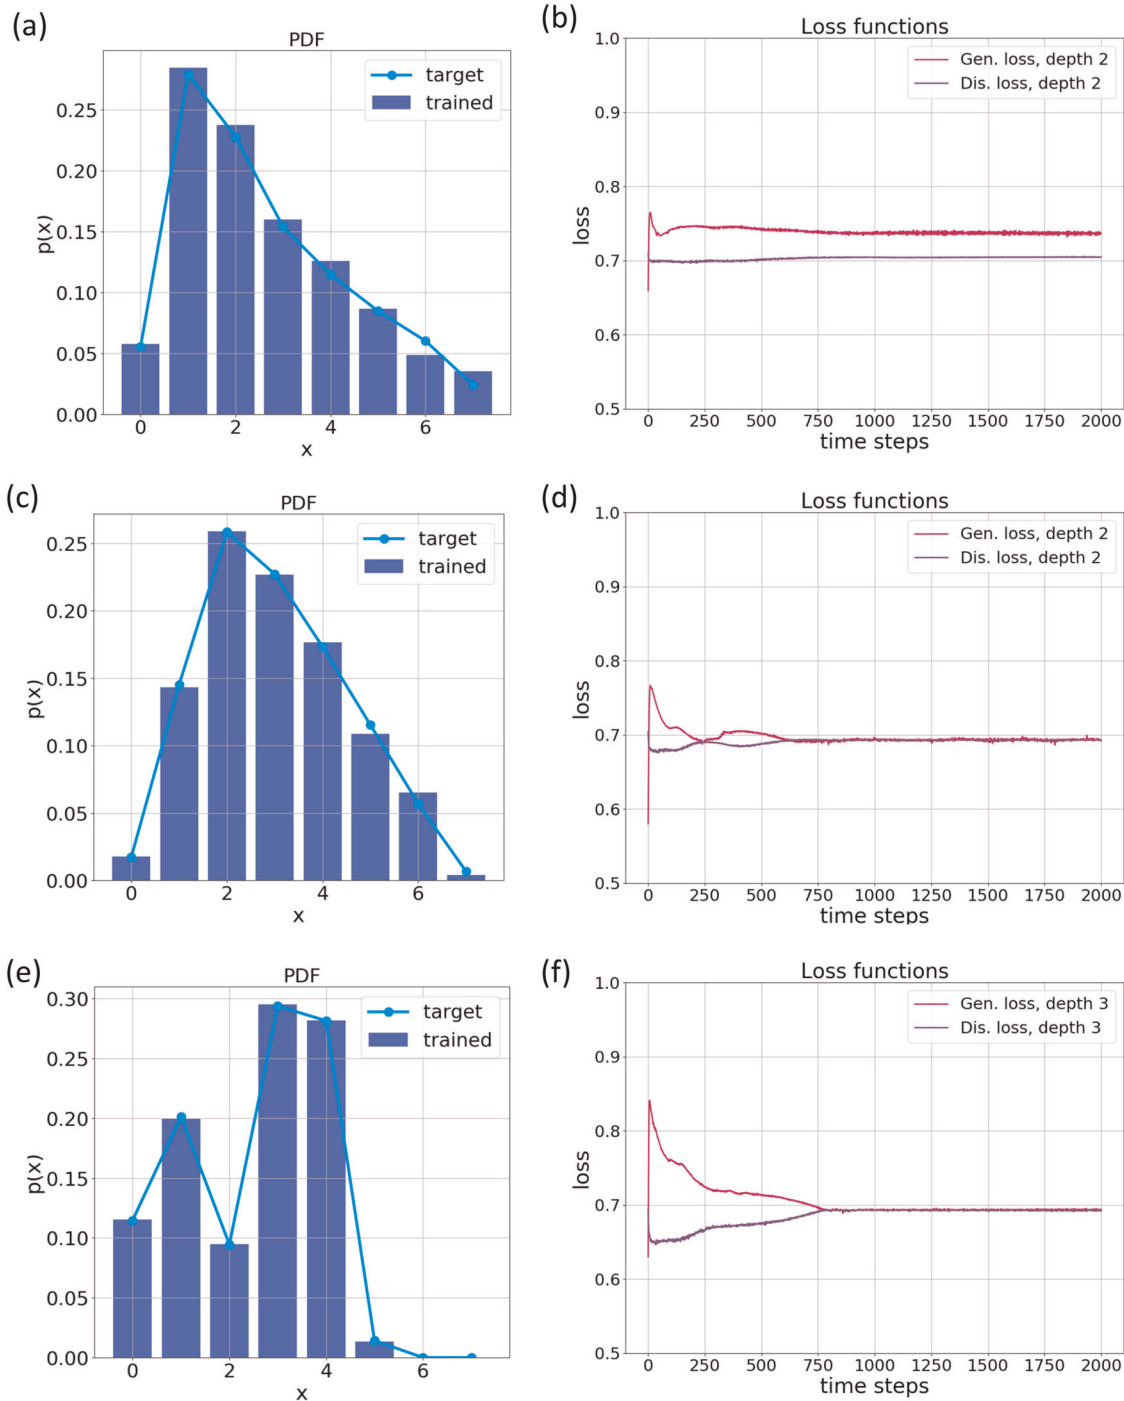 (a)
PDF
target
trained
0.25
0.20
0.15
0.10
0.05
0.00
p(x)
0 2 4 6
x
(b)
Loss functions
Gen. loss, depth 2
Dis. loss, depth 2
1.0
0.9
0.8
0.7
0.6
0.5
loss
0 250 500 750 1000 1250 1500 1750 2000
time steps
(c)
PDF
target
trained
0.25
0.20
0.15
0.10
0.05
0.00
p(x)
0 2 4 6
x
(d)
Loss functions
Gen. loss, depth 2
Dis. loss, depth 2
1.0
0.9
0.8
0.7
0.6
0.5
loss
0 250 500 750 1000 1250 1500 1750 2000
time steps
(e)
PDF
target
trained
0.30
0.25
0.20
0.15
0.10
0.05
0.00
p(x)
0 2 4 6
x
(f)
Loss functions
Gen. loss, depth 3
Dis. loss, depth 3
1.0
0.9
0.8
0.7
0.6
0.5
loss
0 250 500 750 1000 1250 1500 1750 2000
time steps